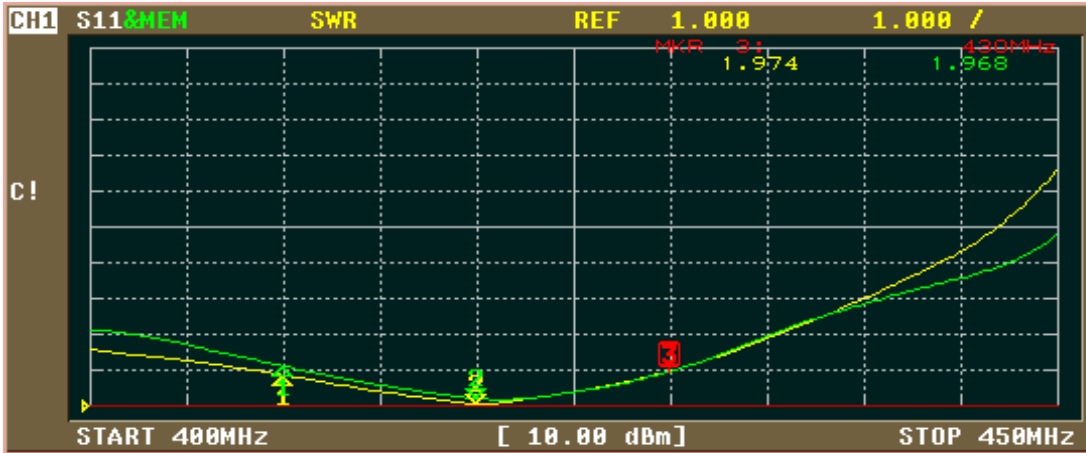 CH1 S11&MEM SWR REF 1.000 1.000 /
MKR 3: 430MHz
1.974 1.968
C!
3
1
START 400MHz [ 10.00 dBm] STOP 450MHz